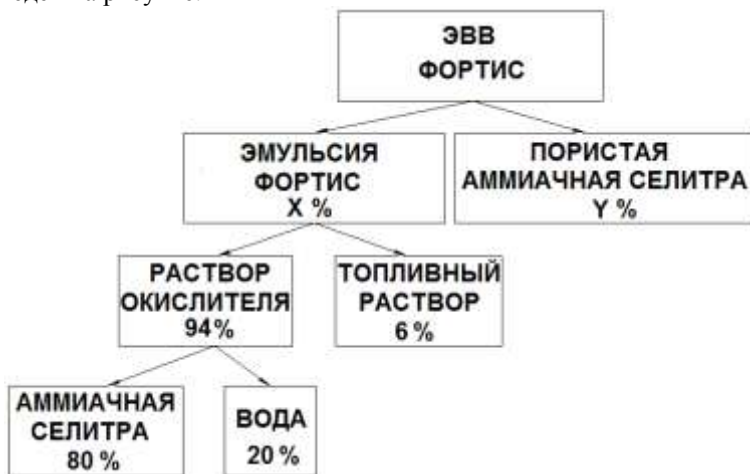 ЭВВ
ФОРТИС
ЭМУЛЬСИЯ
ФОРТИС
X %
ПОРИСТАЯ
АММИАЧНАЯ СЕЛИТРА
Y %
РАСТВОР
ОКИСЛИТЕЛЯ
94%
ТОПЛИВНЫЙ
РАСТВОР
6 %
АММИАЧНАЯ
СЕЛИТРА
80 %
ВОДА
20 %